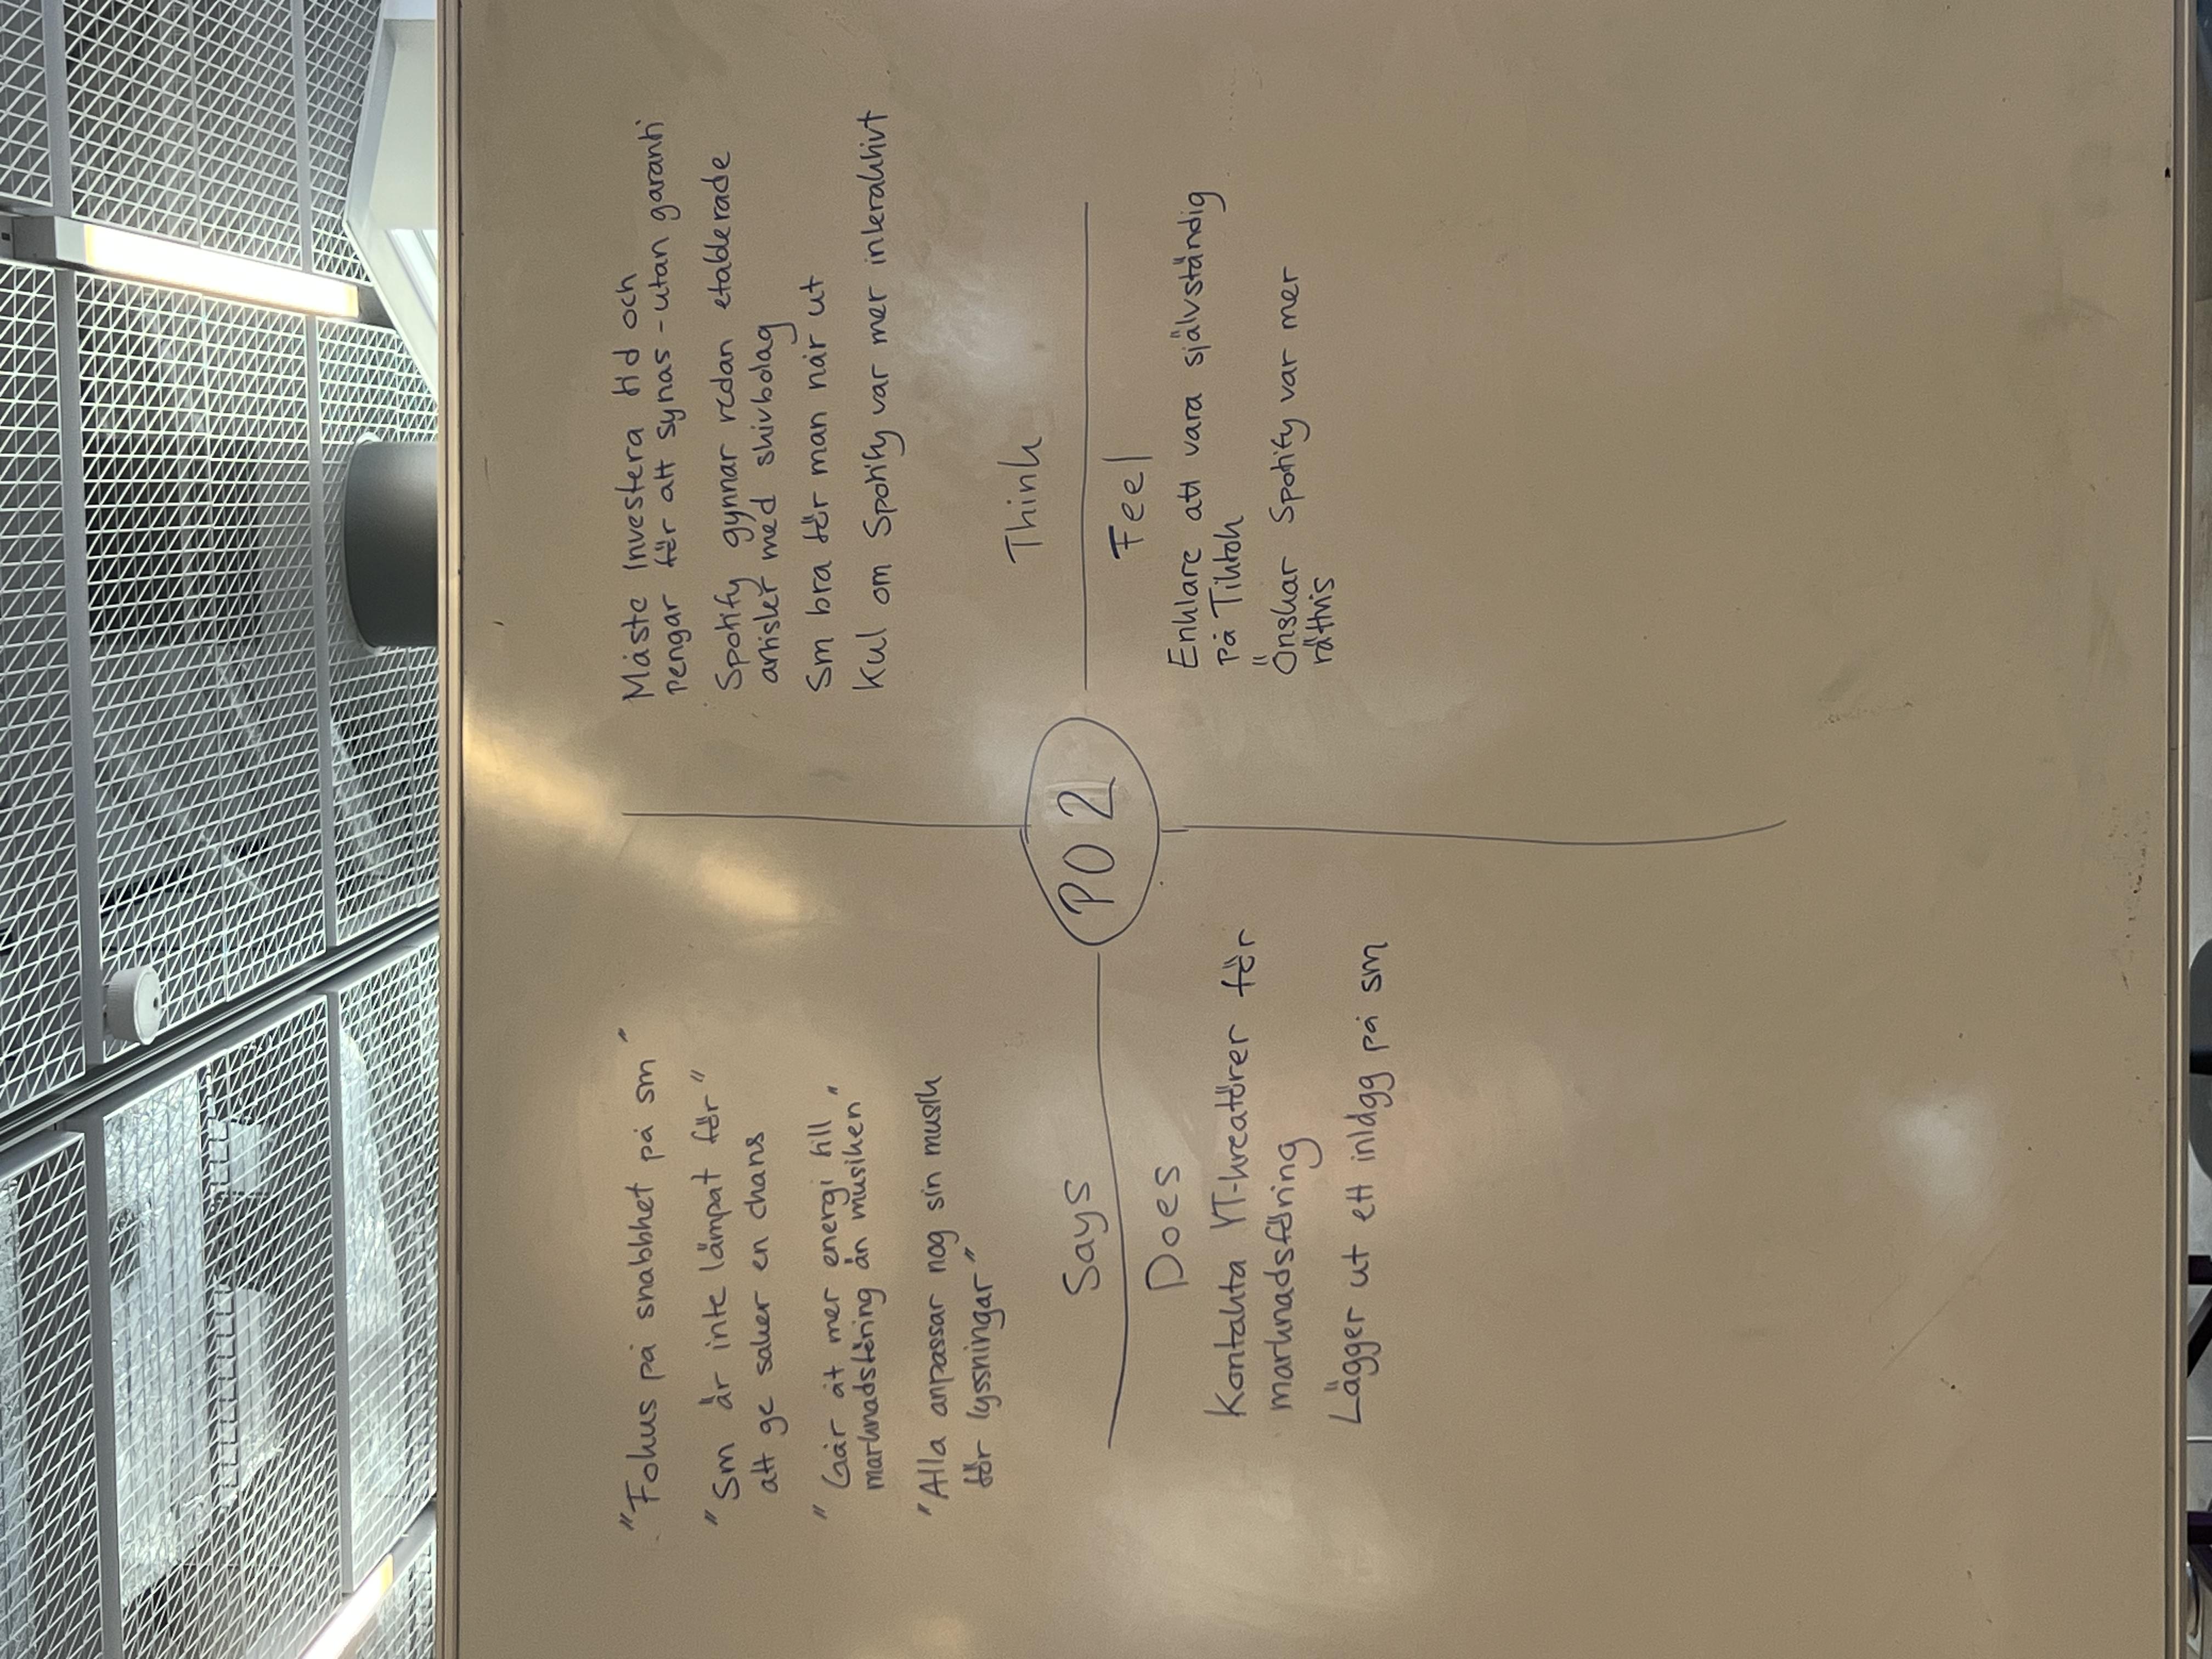 "Fokus på snabbhet på sm"
"Sm är inte lämpat för"
att ge saker en chans
"Går åt mer energi till
marknadsföring än musiken"
"Alla anpassar nog sin musik
för lyssningar"
Says
Måste investera tid och
pengar för att synas - utan garanti
Spotify gynnar redan etablerade
artister med skivbolag
Sm bra för man når ut
Kul om Spotify var mer interaktivt
Think
PO 2
Does
Kontakta YT-kreatörer för
marknadsföring
Lägger ut ett inlägg på sm
Feel
Enklare att vara självständig
på Tiktok
Önskar Spotify var mer
rättvis